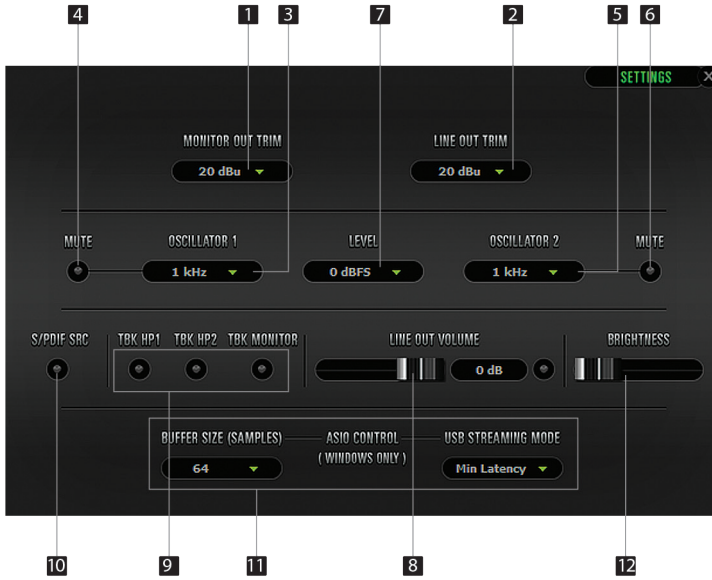 4 1 3 7 2 5 6
SETTINGS X
MONITOR OUT TRIM LINE OUT TRIM
20 dBu 20 dBu
MUTE OSCILLATOR 1 LEVEL OSCILLATOR 2 MUTE
1 kHz 0 dBFS 1 kHz
S/PDIF SRC TBK HP1 TBK HP2 TBK MONITOR LINE OUT VOLUME BRIGHTNESS
0 dB
BUFFER SIZE (SAMPLES) ASIO CONTROL USB STREAMING MODE
( WINDOWS ONLY )
64 Min Latency
10 9 11 8 12